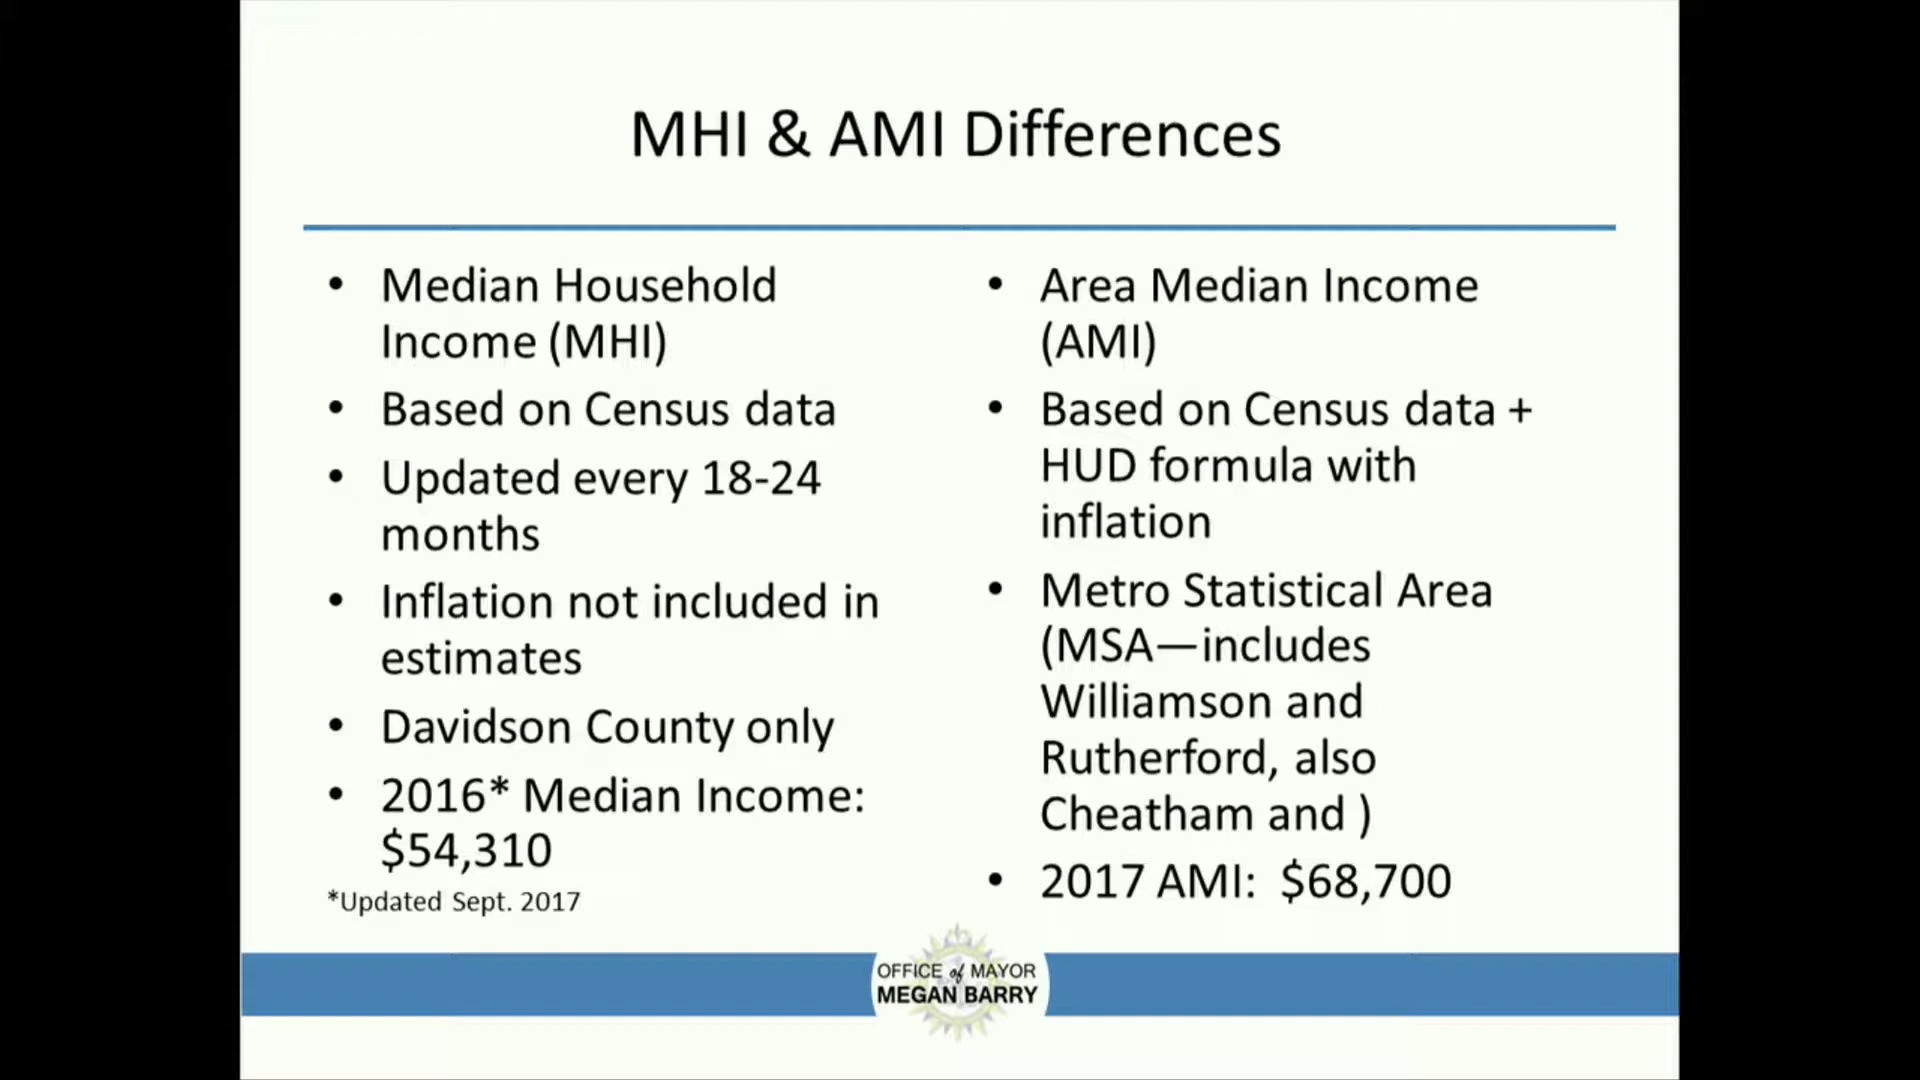 MHI & AMI Differences
• Median Household
Income (MHI)
• Based on Census data
• Updated every 18-24
months
• Inflation not included in
estimates
• Davidson County only
• 2016* Median Income:
$54,310
*Updated Sept. 2017
• Area Median Income
(AMI)
• Based on Census data +
HUD formula with
inflation
• Metro Statistical Area
(MSA—includes
Williamson and
Rutherford, also
Cheatham and )
• 2017 AMI:  $68,700
OFFICE of MAYOR
MEGAN BARRY